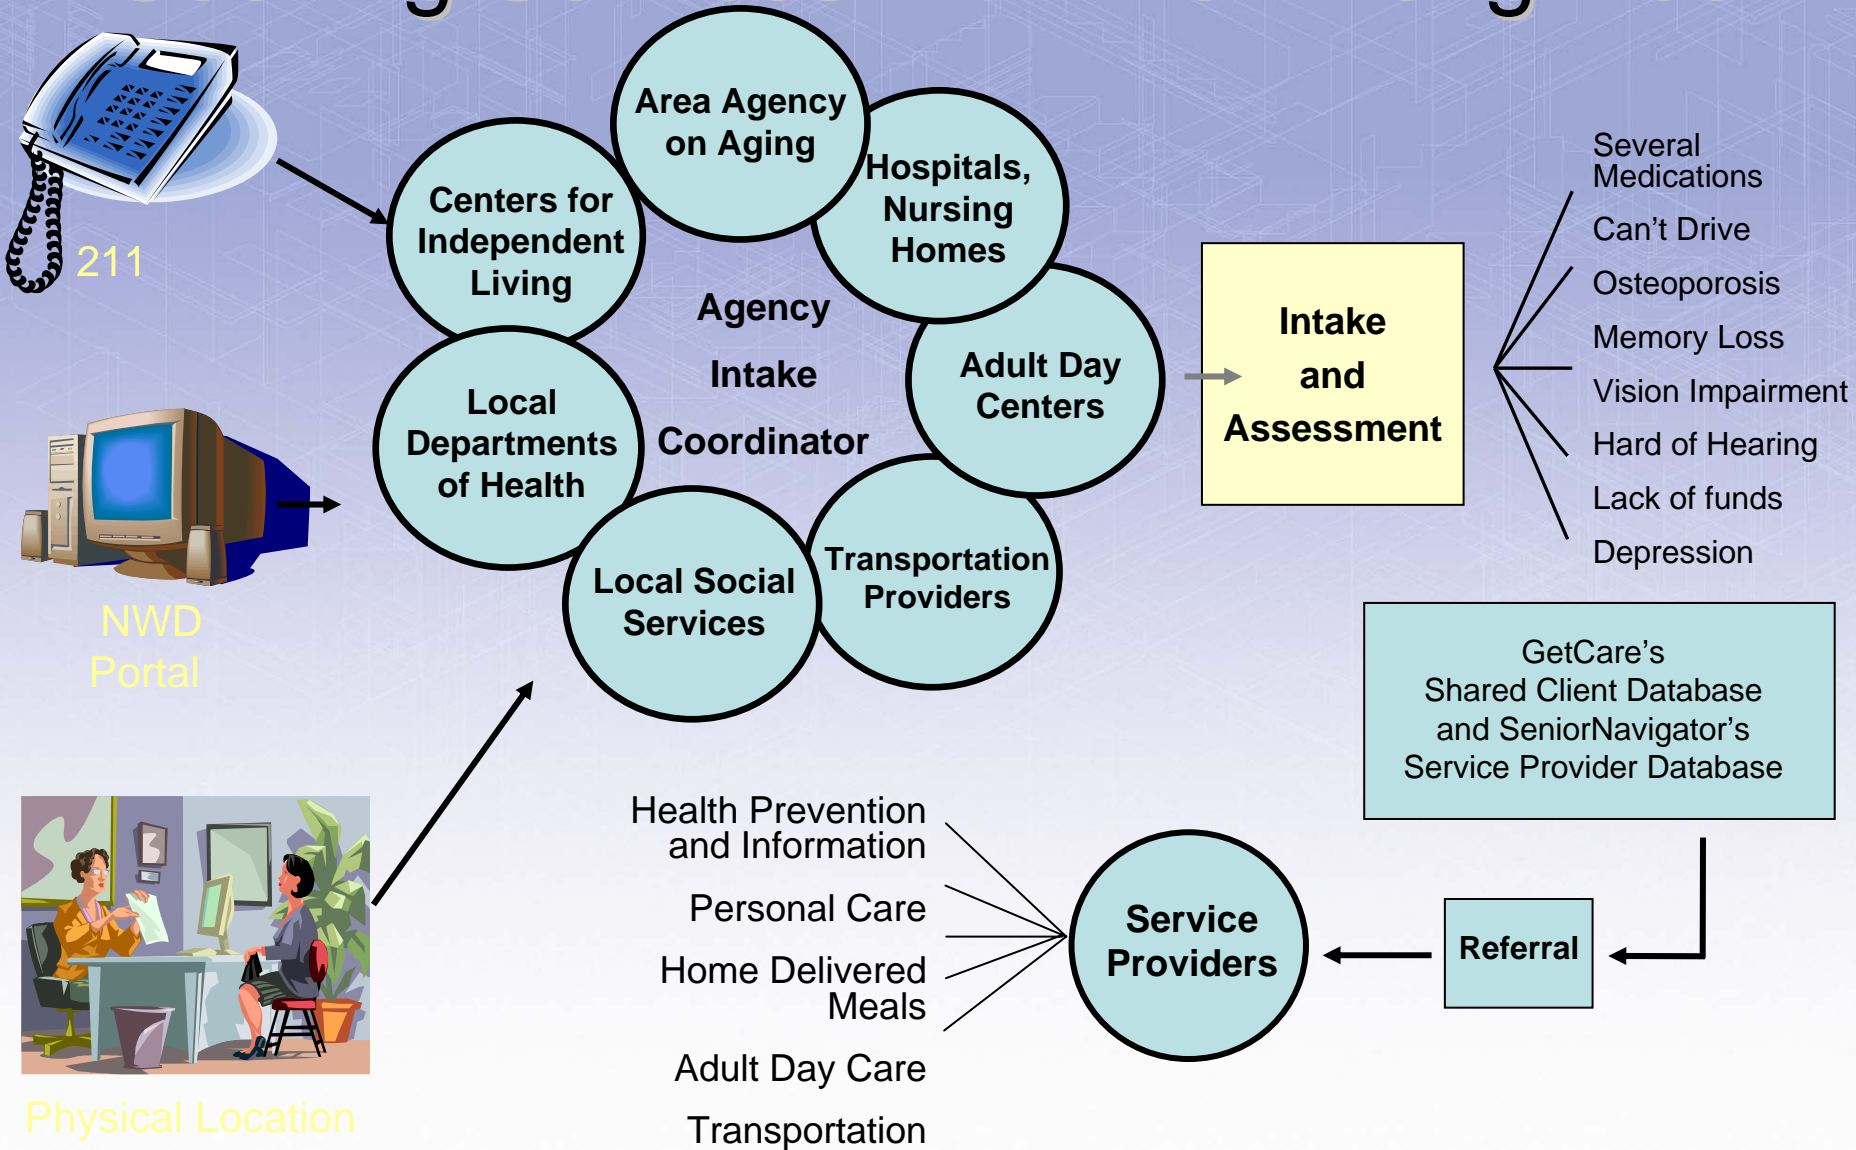 211
NWD
Portal
Physical Location
Area Agency
on Aging
Centers for
Independent
Living
Hospitals,
Nursing
Homes
Agency
Intake
Coordinator
Adult Day
Centers
Local
Departments
of Health
Local Social
Services
Transportation
Providers
Intake
and
Assessment
Several
Medications
Can't Drive
Osteoporosis
Memory Loss
Vision Impairment
Hard of Hearing
Lack of funds
Depression
GetCare's
Shared Client Database
and SeniorNavigator's
Service Provider Database
Referral
Service
Providers
Health Prevention
and Information
Personal Care
Home Delivered
Meals
Adult Day Care
Transportation